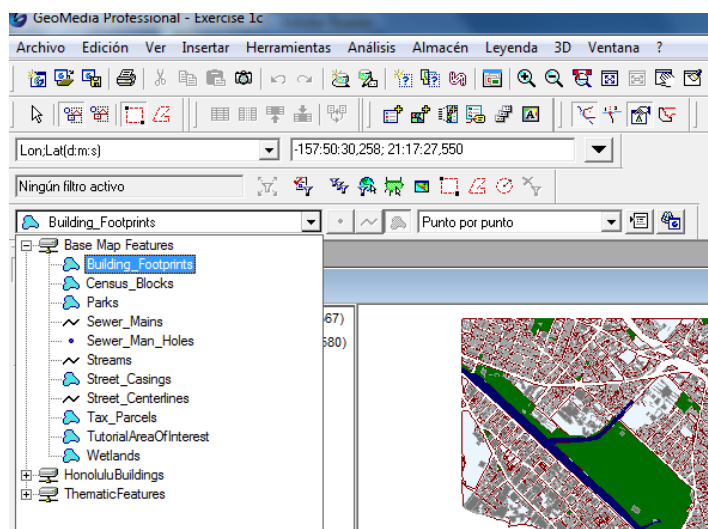 GeoMedia Professional - Exercise 1c
Archivo Edición Ver Insertar Herramientas Análisis Almacén Leyenda 3D Ventana ?
Lon;Lat(d:m:s) -157:50:30,258; 21:17:27,550
Ningún filtro activo
Building_Footprints Punto por punto
Base Map Features
Building_Footprints
Census_Blocks
Parks
Sewer_Mains 67)
Sewer_Man_Holes 580)
Streams
Street_Casings
Street_Centerlines
Tax_Parcels
TutorialAreaOfInterest
Wetlands
HonoluluBuildings
ThematicFeatures